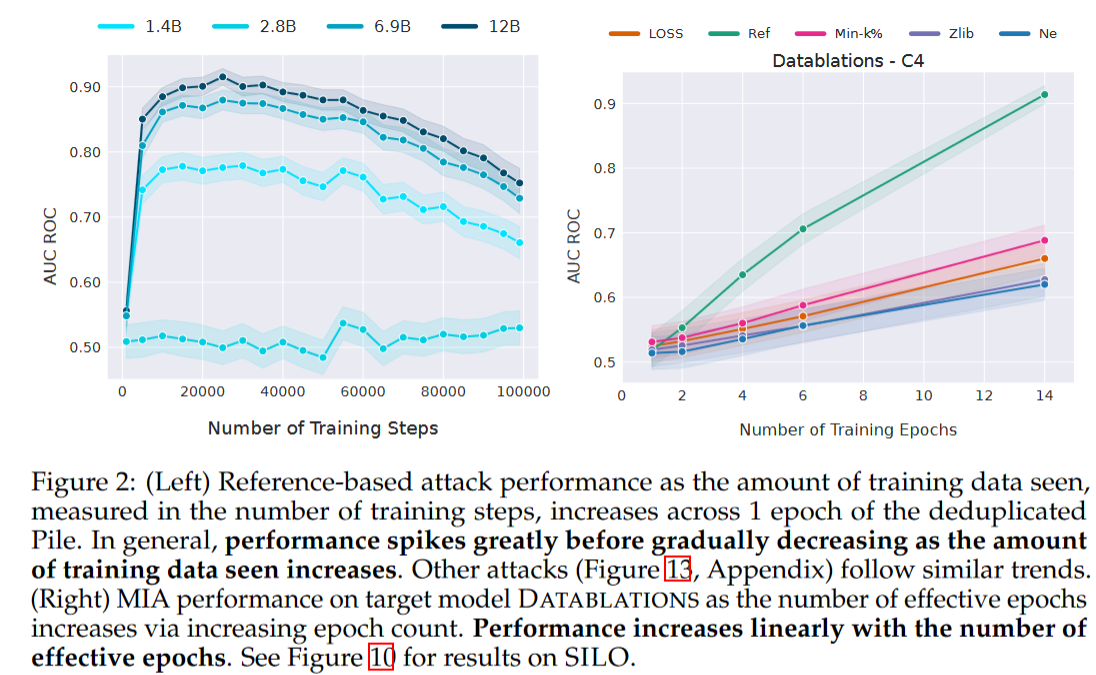 1.4B 2.8B 6.9B 12B
0.90
0.80
0.70
0.60
0.50
AUC ROC
0 20000 40000 60000 80000 100000
Number of Training Steps
LOSS Ref Min-k% Zlib Ne
Datablations - C4
0.9
0.8
0.7
0.6
0.5
AUC ROC
0 2 4 6 8 10 12 14
Number of Training Epochs
Figure 2: (Left) Reference-based attack performance as the amount of training data seen,
measured in the number of training steps, increases across 1 epoch of the deduplicated
Pile. In general, performance spikes greatly before gradually decreasing as the amount
of training data seen increases. Other attacks (Figure 13, Appendix) follow similar trends.
(Right) MIA performance on target model DATABLATIONS as the number of effective epochs
increases via increasing epoch count. Performance increases linearly with the number of
effective epochs. See Figure 10 for results on SILO.